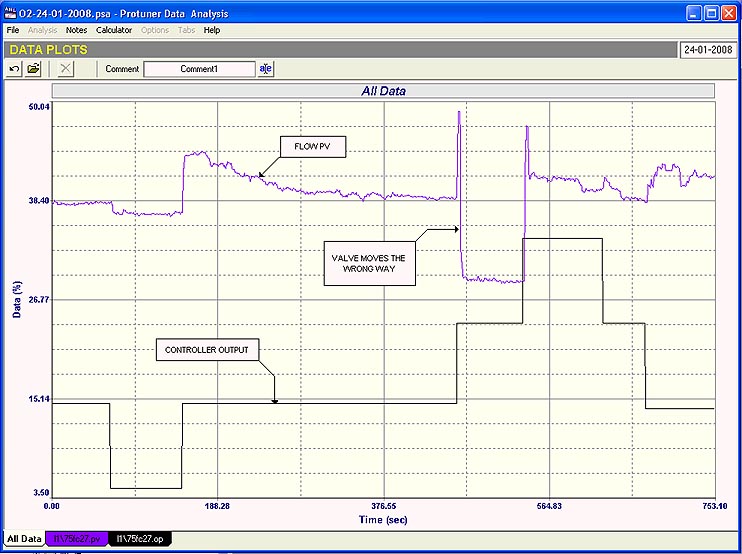 O2-24-01-2008.psa - Protuner Data Analysis
File Analysis Notes Calculator Options Tabs Help
DATA PLOTS
24-01-2008
Comment Comment1
All Data
50.04
38.40
26.77
15.14
3.50
Data (%)
FLOW PV
VALVE MOVES THE
WRONG WAY
CONTROLLER OUTPUT
0.00 188.28 376.55 564.83 753.10
Time (sec)
All Data I1\75fc27.pv I1\75fc27.op